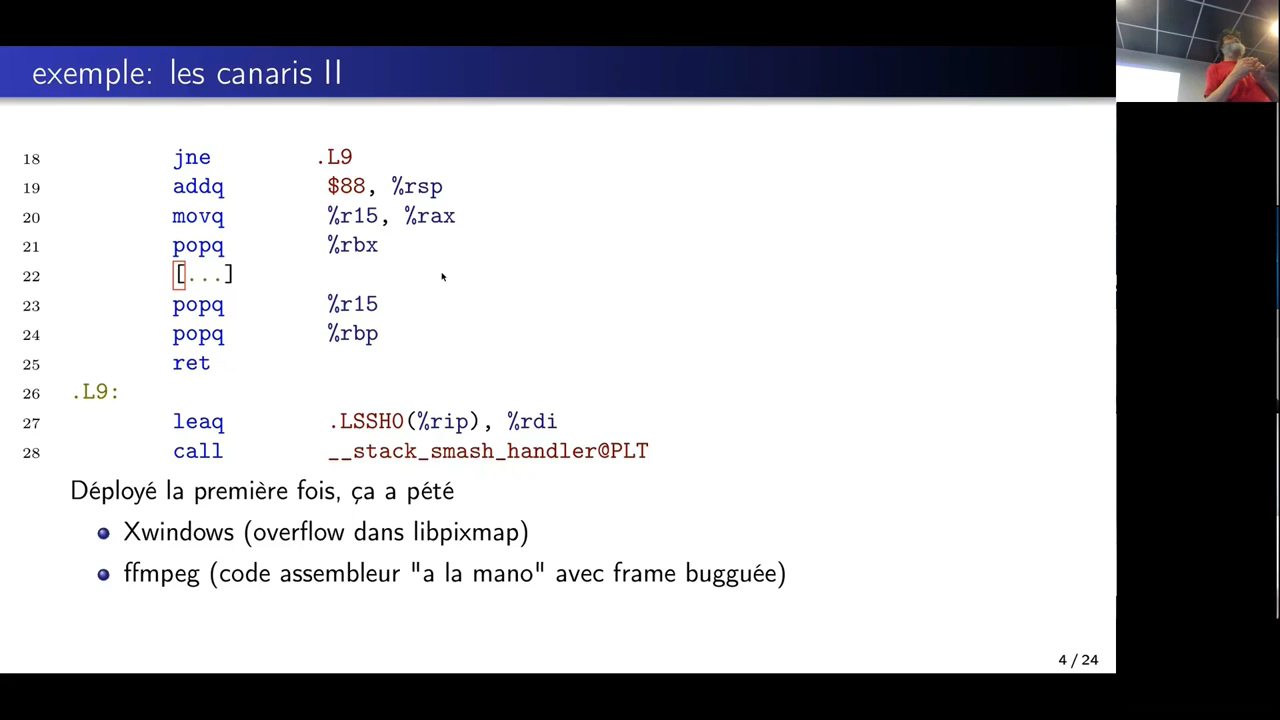 exemple: les canaris II
18 jne .L9
19 addq $88, %rsp
20 movq %r15, %rax
21 popq %rbx
22 [...]
23 popq %r15
24 popq %rbp
25 ret
26 .L9:
27 leaq .LSSH0(%rip), %rdi
28 call __stack_smash_handler@PLT
Déployé la première fois, ça a pété
Xwindows (overflow dans libpixmap)
ffmpeg (code assembleur "a la mano" avec frame bugguée)
4 / 24